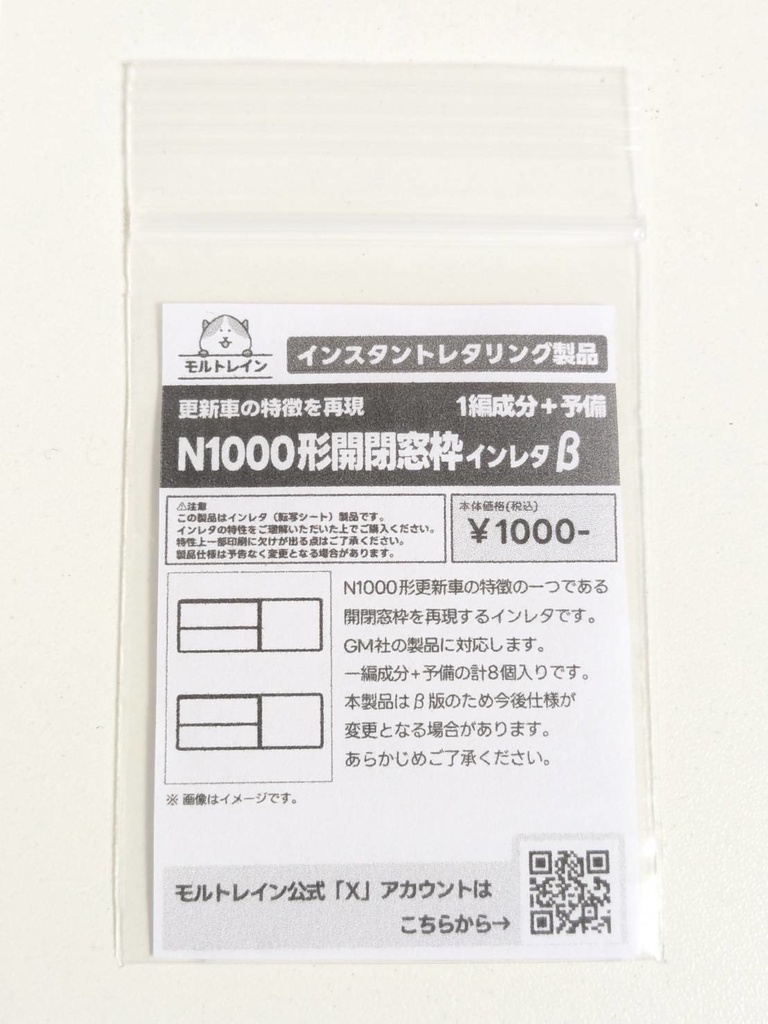 モルトレイン
インスタントレタリング製品
更新車の特徴を再現
1編成分+予備
N1000形開閉窓枠インレタβ
⚠注意
この製品はインレタ（転写シート）製品です。
インレタの特性をご理解いただいた上でご購入ください。
特性上一部印刷に欠けが出る点はご了承ください。
製品仕様は予告なく変更となる場合があります。
本体価格(税込)
￥1000-
N1000形更新車の特徴の一つである
開閉窓枠を再現するインレタです。
GM社の製品に対応します。
一編成分+予備の計8個入りです。
本製品はβ版のため今後仕様が
変更となる場合があります。
あらかじめご了承ください。
※ 画像はイメージです。
モルトレイン公式「X」アカウントは
こちらから→